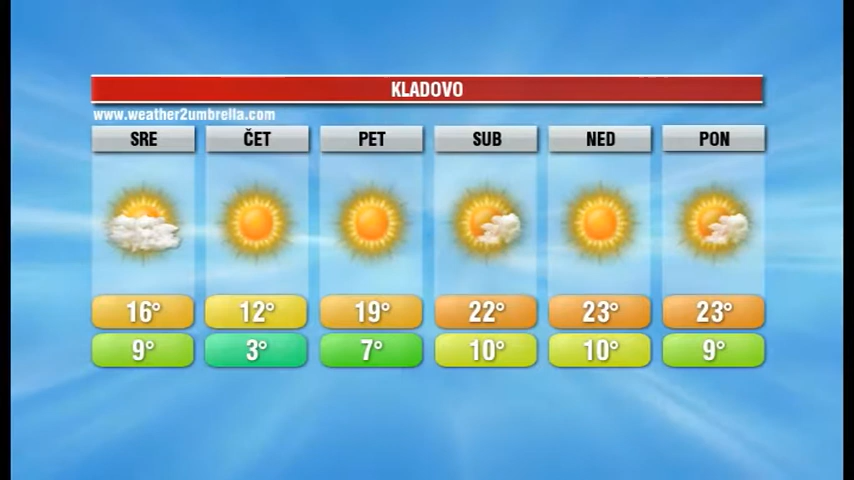 KLADOVO
www.weather2umbrella.com
SRE ČET PET SUB NED PON
16° 12° 19° 22° 23° 23°
9° 3° 7° 10° 10° 9°